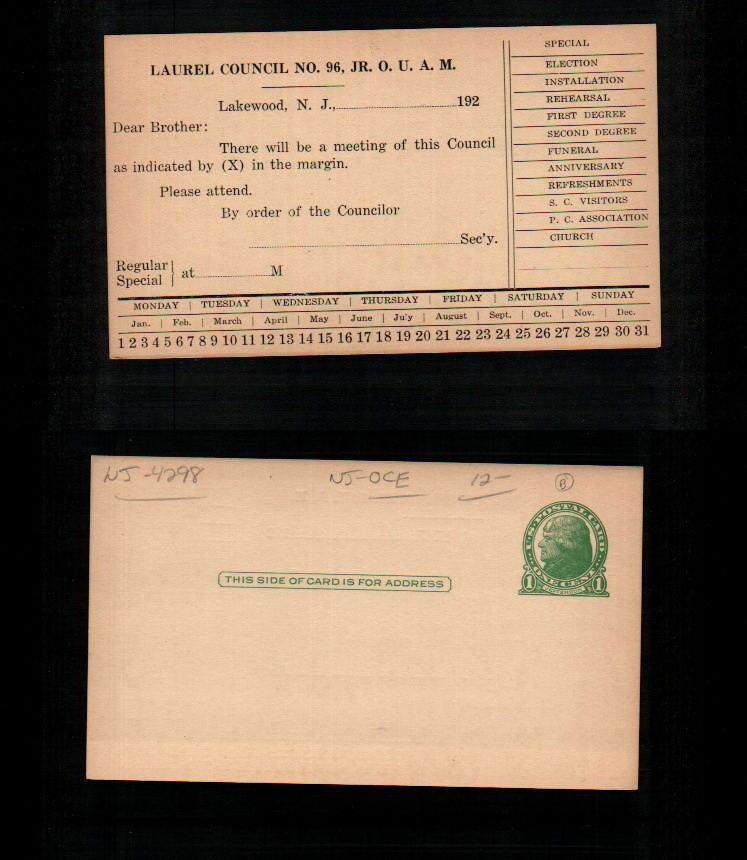 LAUREL COUNCIL NO. 96, JR. O. U. A. M.
Lakewood, N. J., 192
Dear Brother:
There will be a meeting of this Council
as indicated by (X) in the margin.
Please attend.
By order of the Councilor
Sec'y.
Regular
Special } at M
SPECIAL
ELECTION
INSTALLATION
REHEARSAL
FIRST DEGREE
SECOND DEGREE
FUNERAL
ANNIVERSARY
REFRESHMENTS
S. C. VISITORS
P. C. ASSOCIATION
CHURCH
MONDAY | TUESDAY | WEDNESDAY | THURSDAY | FRIDAY | SATURDAY | SUNDAY
Jan. | Feb. | March | April | May | June | Ju'y | August | Sept. | Oct. | Nov. | Dec.
1 2 3 4 5 6 7 8 9 10 11 12 13 14 15 16 17 18 19 20 21 22 23 24 25 26 27 28 29 30 31
NJ-4298 NJ-OCE 12- B
U.S. POSTAL CARD
ONE CENT
1 1
THIS SIDE OF CARD IS FOR ADDRESS